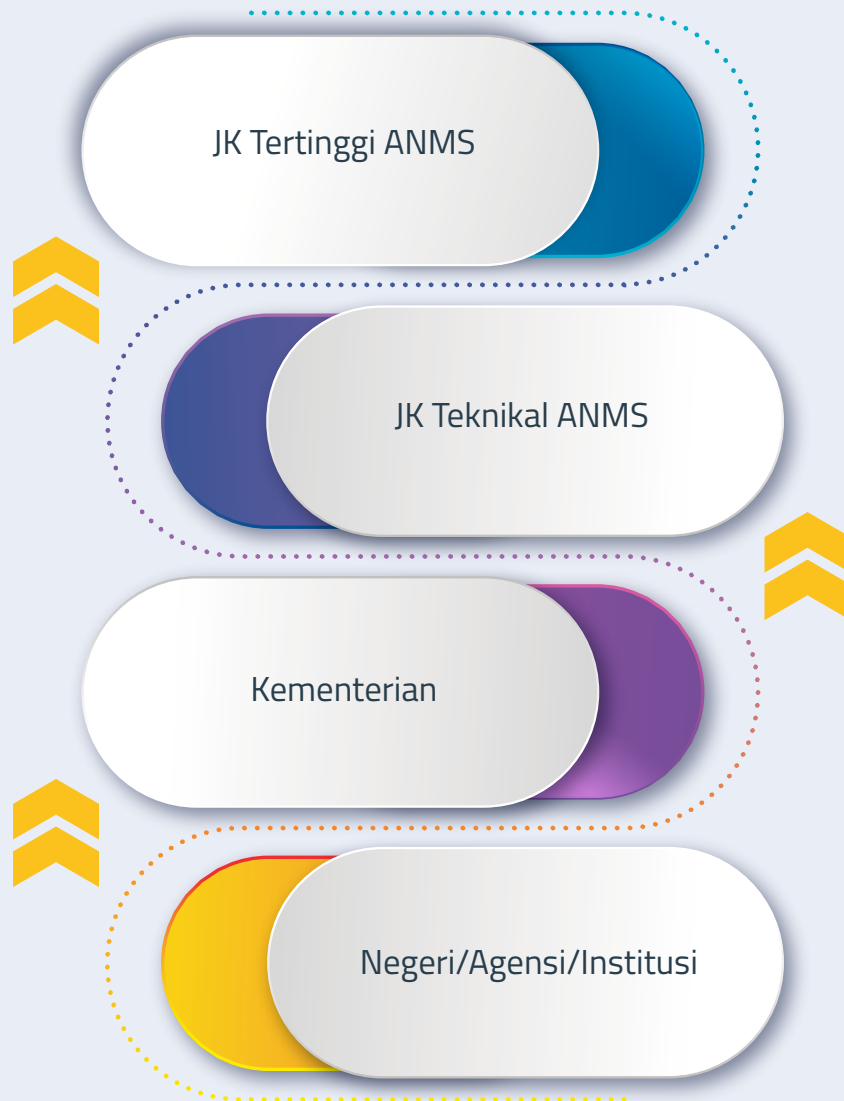 JK Tertinggi ANMS
JK Teknikal ANMS
Kementerian
Negeri/Agensi/Institusi